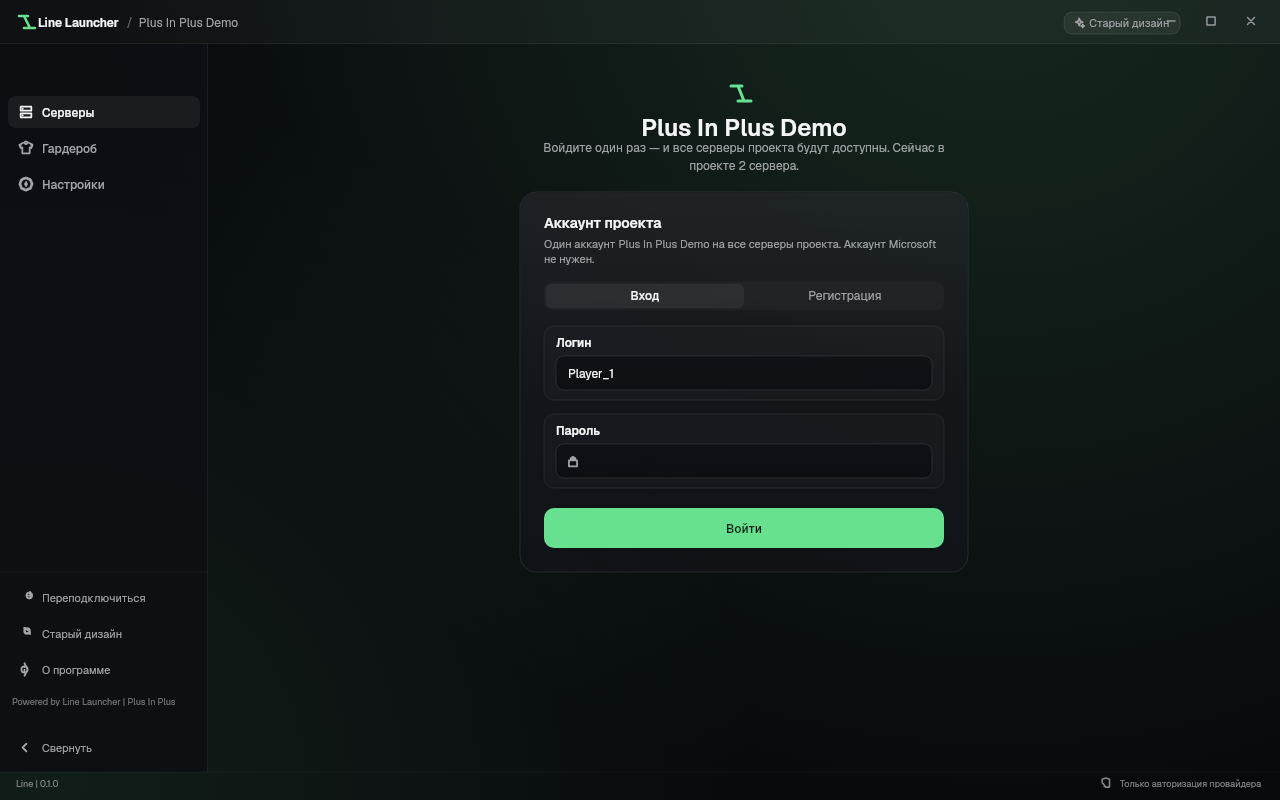 Line Launcher / Plus In Plus Demo
Старый дизайн
Серверы
Гардероб
Настройки
Plus In Plus Demo
Войдите один раз — и все серверы проекта будут доступны. Сейчас в
проекте 2 сервера.
Аккаунт проекта
Один аккаунт Plus In Plus Demo на все серверы проекта. Аккаунт Microsoft
не нужен.
Вход
Регистрация
Логин
Player_1
Пароль
Войти
Переподключиться
Старый дизайн
О программе
Powered by Line Launcher | Plus In Plus
Свернуть
Line | 0.1.0
Только авторизация провайдера